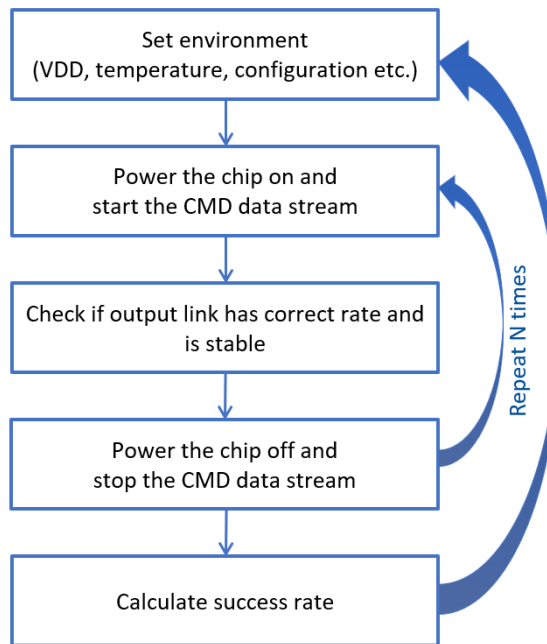 Set environment
(VDD, temperature, configuration etc.)
Power the chip on and
start the CMD data stream
Check if output link has correct rate and
is stable
Power the chip off and
stop the CMD data stream
Calculate success rate
Repeat N times